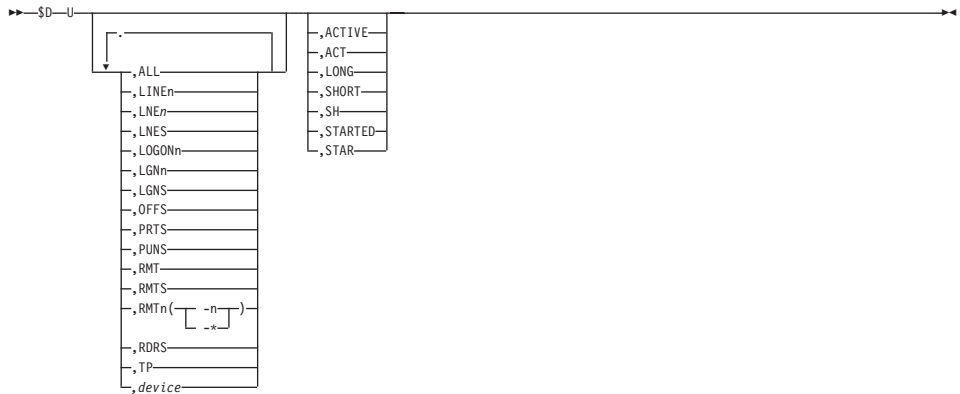 $D U
.
,ALL
,LINEn
,LNEn
,LNES
,LOGONn
,LGNn
,LGNS
,OFFS
,PRTS
,PUNS
,RMT
,RMTS
,RMTn( -n )
-*
,RDRS
,TP
,device
,ACTIVE
,ACT
,LONG
,SHORT
,SH
,STARTED
,STAR